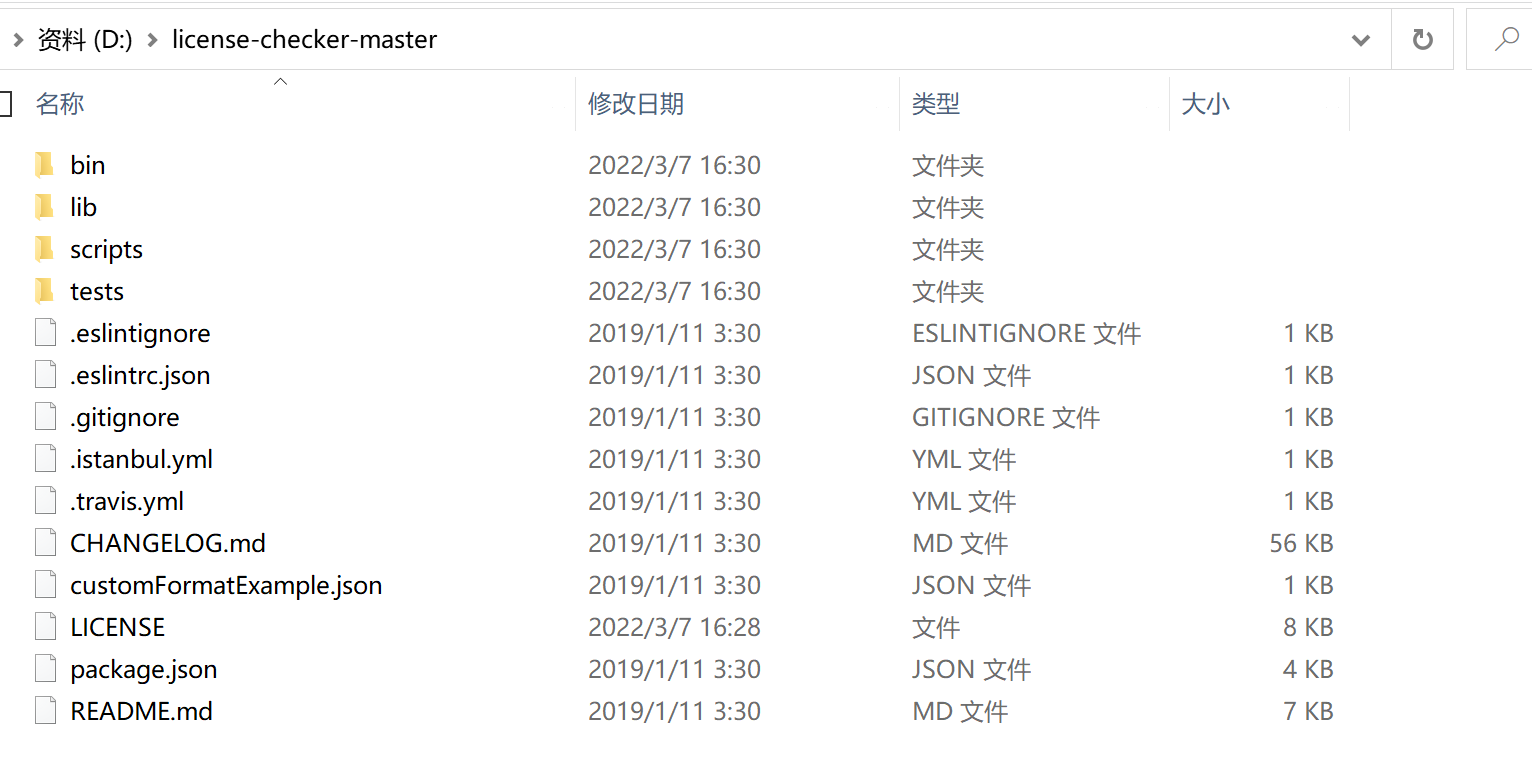 资料 (D:) license-checker-master
名称 修改日期 类型 大小
bin 2022/3/7 16:30 文件夹
lib 2022/3/7 16:30 文件夹
scripts 2022/3/7 16:30 文件夹
tests 2022/3/7 16:30 文件夹
.eslintignore 2019/1/11 3:30 ESLINTIGNORE 文件 1 KB
.eslintrc.json 2019/1/11 3:30 JSON 文件 1 KB
.gitignore 2019/1/11 3:30 GITIGNORE 文件 1 KB
.istanbul.yml 2019/1/11 3:30 YML 文件 1 KB
.travis.yml 2019/1/11 3:30 YML 文件 1 KB
CHANGELOG.md 2019/1/11 3:30 MD 文件 56 KB
customFormatExample.json 2019/1/11 3:30 JSON 文件 1 KB
LICENSE 2022/3/7 16:28 文件 8 KB
package.json 2019/1/11 3:30 JSON 文件 4 KB
README.md 2019/1/11 3:30 MD 文件 7 KB